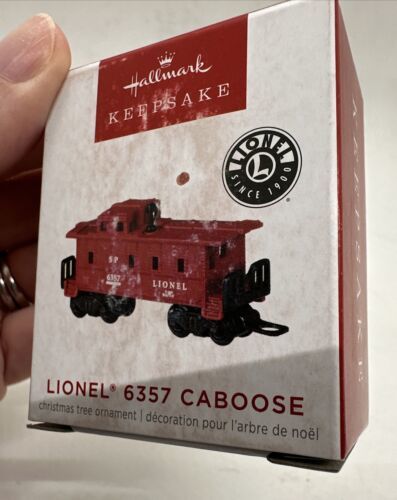 Hallmark
KEEPSAKE
LIONEL
L
SINCE 1900
®
SP
6357
LIONEL
LIONEL® 6357 CABOOSE
christmas tree ornament | décoration pour l'arbre de noël
KEEPSAKE